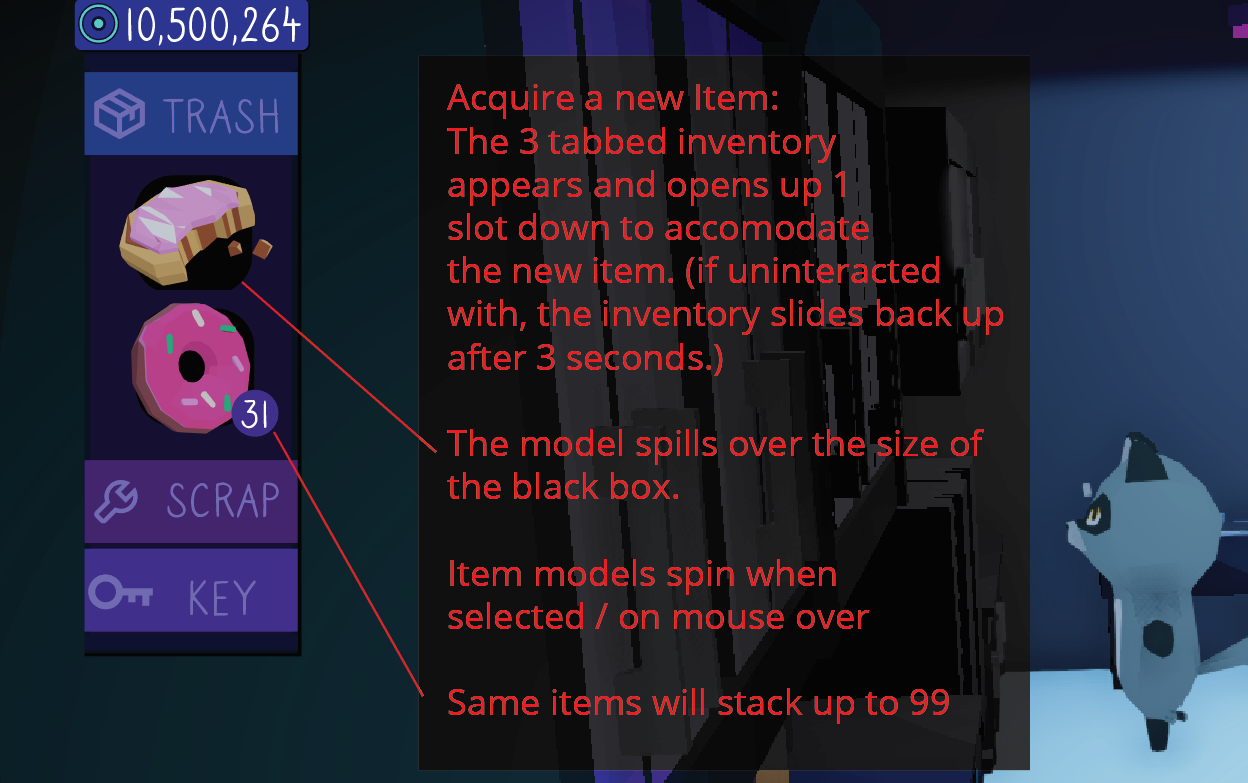 10,500,264
TRASH
31
SCRAP
KEY
Acquire a new Item:
The 3 tabbed inventory
appears and opens up 1
slot down to accomodate
the new item. (if uninteracted
with, the inventory slides back up
after 3 seconds.)
The model spills over the size of
the black box.
Item models spin when
selected / on mouse over
Same items will stack up to 99